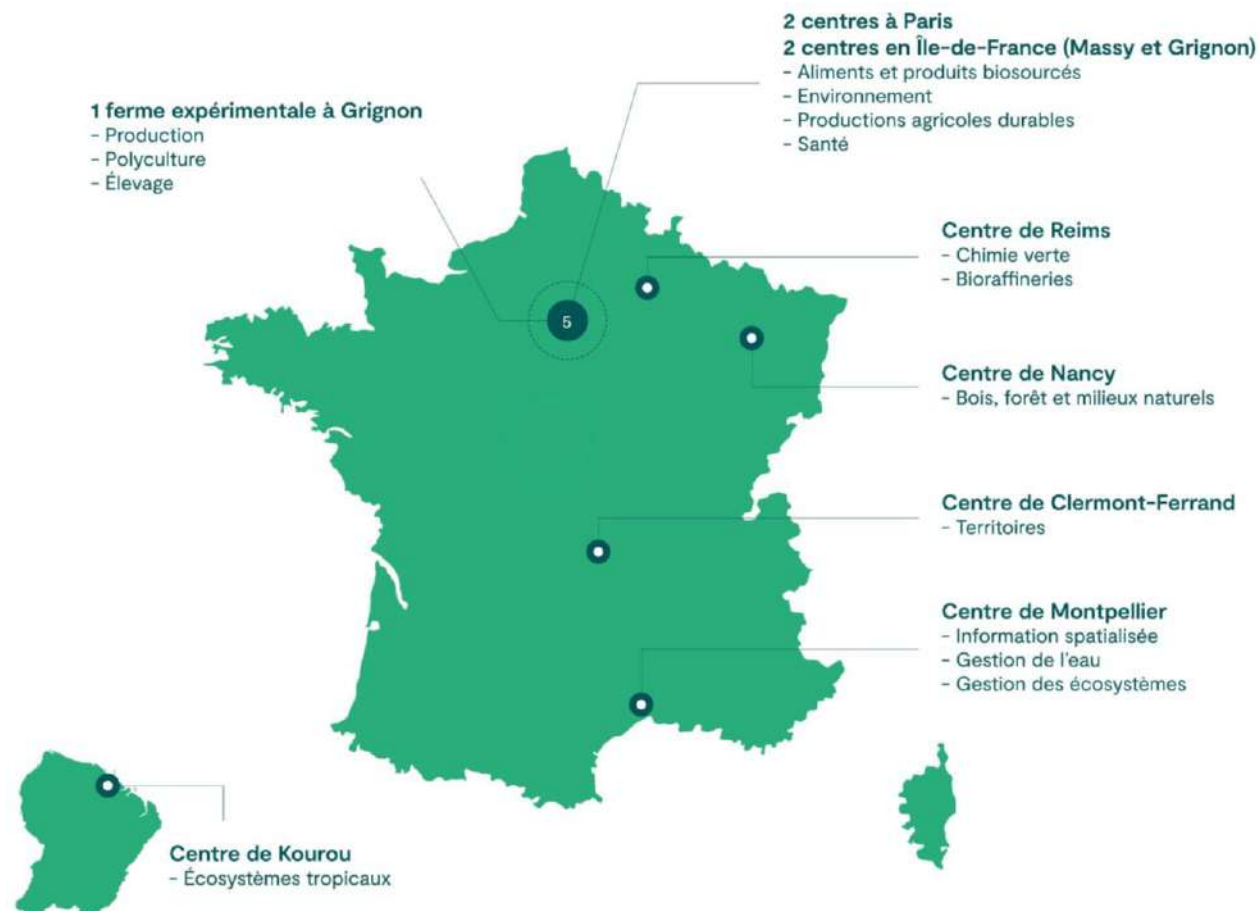 2 centres à Paris
2 centres en Île-de-France (Massy et Grignon)
- Aliments et produits biosourcés
- Environnement
- Productions agricoles durables
- Santé
1 ferme expérimentale à Grignon
- Production
- Polyculture
- Élevage
Centre de Reims
- Chimie verte
- Bioraffineries
5
Centre de Nancy
- Bois, forêt et milieux naturels
Centre de Clermont-Ferrand
- Territoires
Centre de Montpellier
- Information spatialisée
- Gestion de l'eau
- Gestion des écosystèmes
Centre de Kourou
- Écosystèmes tropicaux